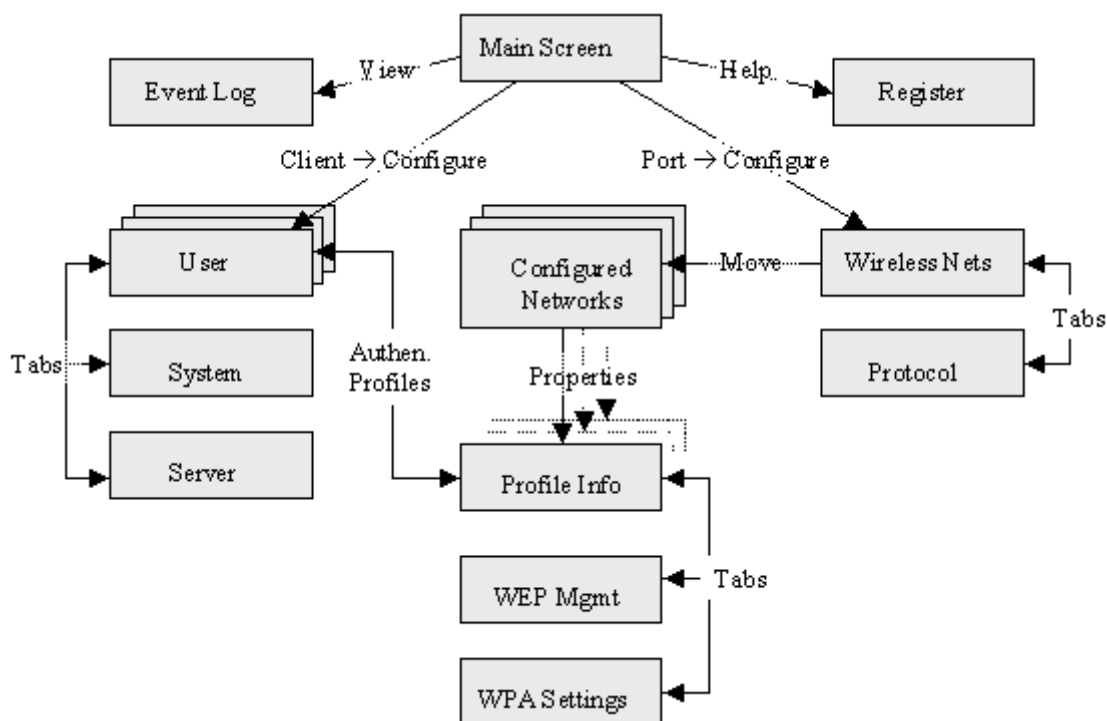 Main Screen
View
Help
Event Log
Register
Client → Configure
Port → Configure
User
Configured
Networks
Move
Wireless Nets
Tabs
Tabs
System
Authen.
Profiles
Properties
Protocol
Server
Profile Info
WEP Mgmt
Tabs
WPA Settings